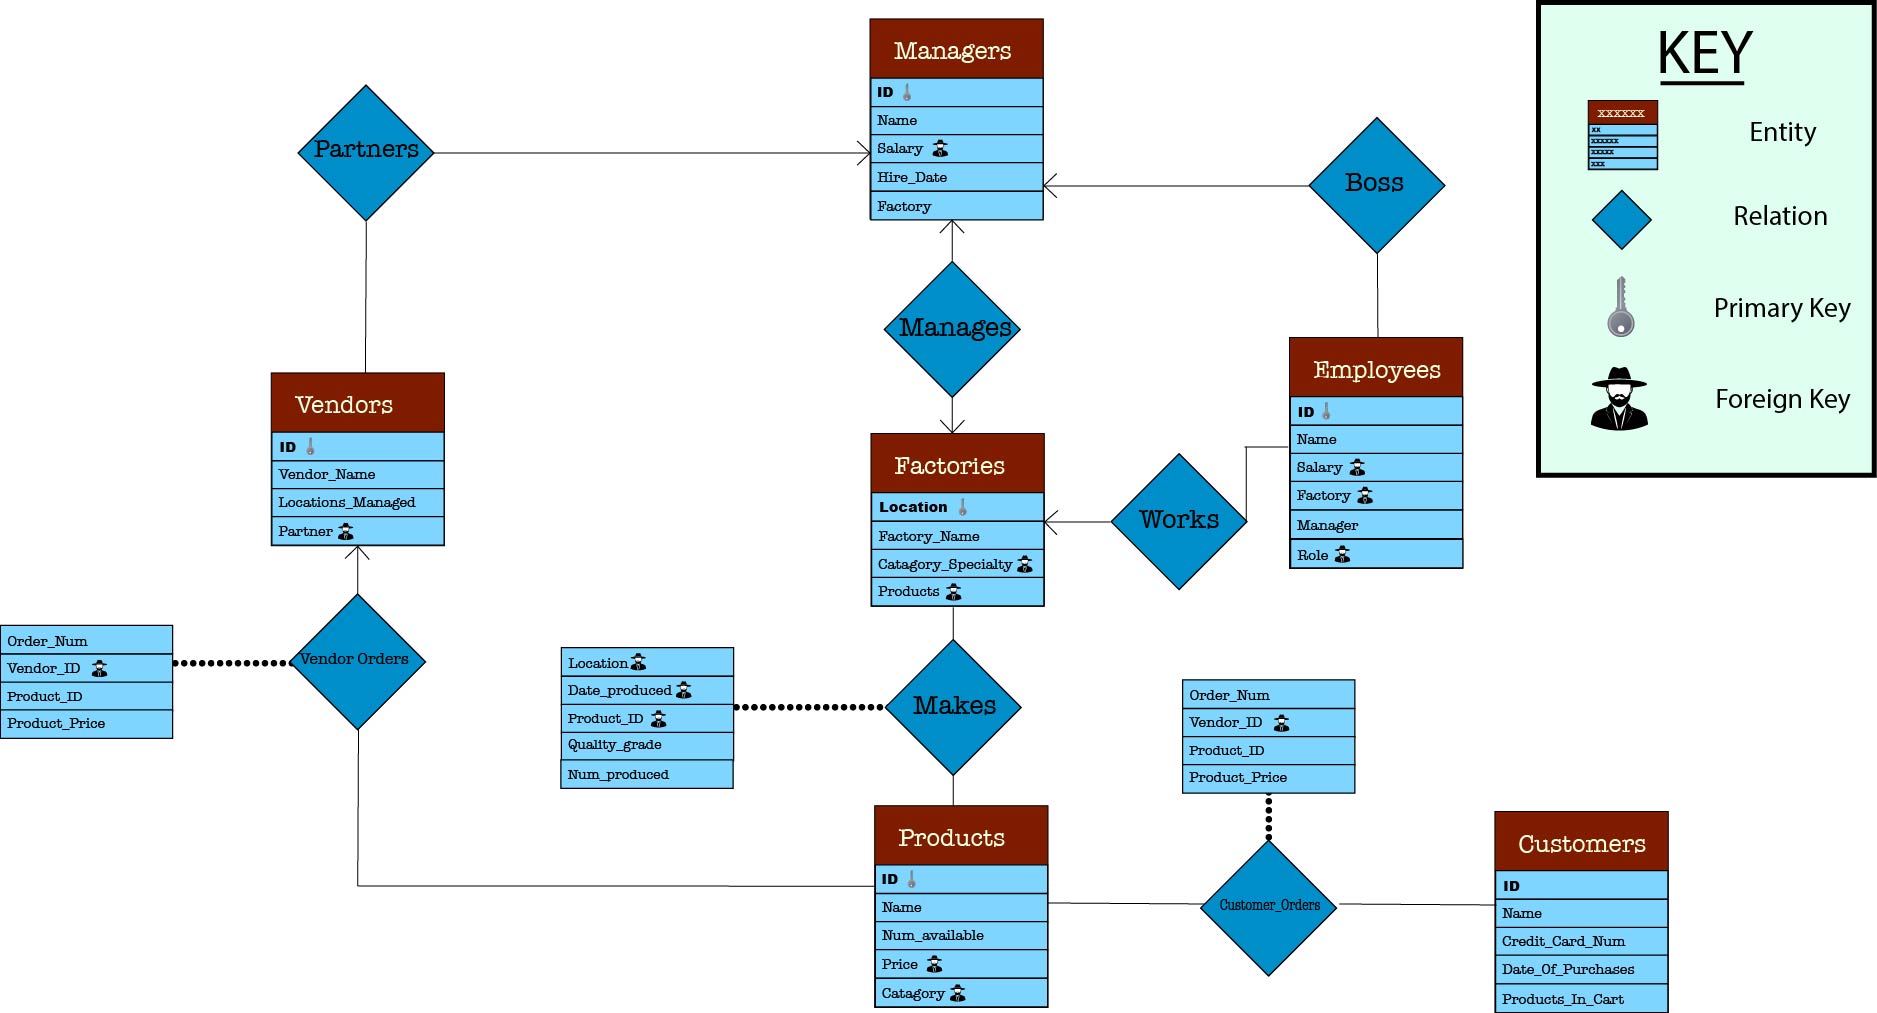 Managers
ID
Name
Salary
Hire_Date
Factory
Partners
Boss
Manages
KEY
xxxxxx
xx
xxxxxx
xxxxx
xxx
Entity
Relation
Primary Key
Foreign Key
Vendors
ID
Vendor_Name
Locations_Managed
Partner
Employees
ID
Name
Salary
Factory
Manager
Role
Factories
Location
Factory_Name
Catagory_Specialty
Products
Works
Order_Num
Vendor_ID
Product_ID
Product_Price
Vendor Orders
Location
Date_produced
Product_ID
Quality_grade
Num_produced
Makes
Order_Num
Vendor_ID
Product_ID
Product_Price
Products
ID
Name
Num_available
Price
Catagory
Customer_Orders
Customers
ID
Name
Credit_Card_Num
Date_Of_Purchases
Products_In_Cart